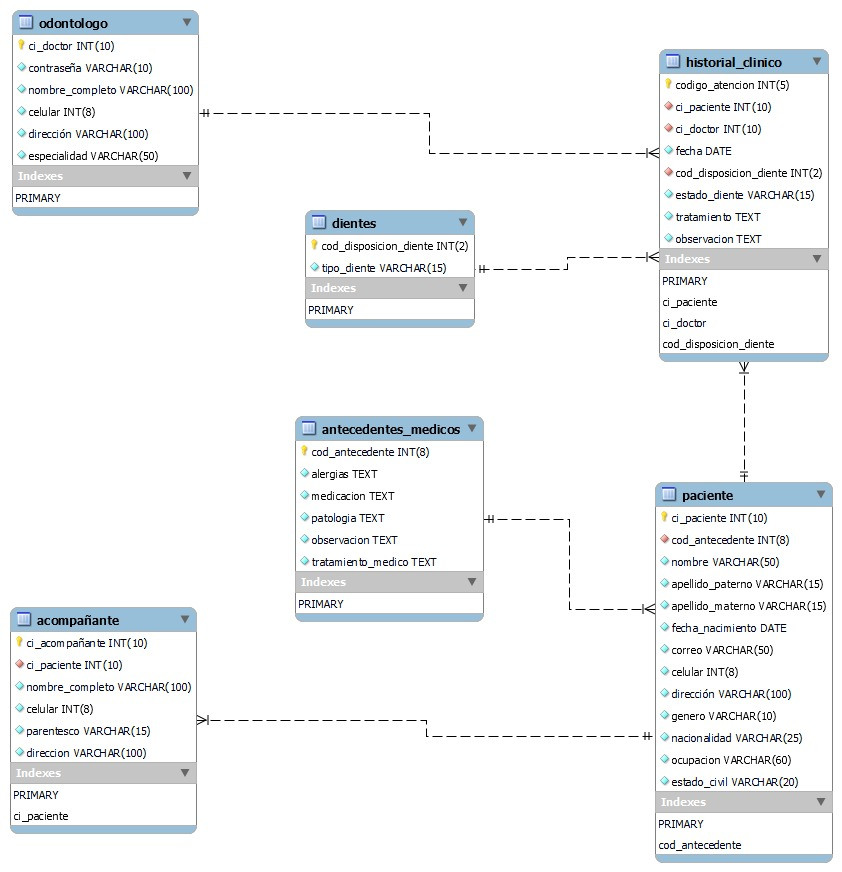 odontologo
ci_doctor INT(10)
contraseña VARCHAR(10)
nombre_completo VARCHAR(100)
celular INT(8)
dirección VARCHAR(100)
especialidad VARCHAR(50)
Indexes
PRIMARY
historial_clinico
codigo_atencion INT(5)
ci_paciente INT(10)
ci_doctor INT(10)
fecha DATE
cod_disposicion_diente INT(2)
estado_diente VARCHAR(15)
tratamiento TEXT
observacion TEXT
Indexes
PRIMARY
ci_paciente
ci_doctor
cod_disposicion_diente
dientes
cod_disposicion_diente INT(2)
tipo_diente VARCHAR(15)
Indexes
PRIMARY
antecedentes_medicos
cod_antecedente INT(8)
alergias TEXT
medicacion TEXT
patologia TEXT
observacion TEXT
tratamiento_medico TEXT
Indexes
PRIMARY
paciente
ci_paciente INT(10)
cod_antecedente INT(8)
nombre VARCHAR(50)
apellido_paterno VARCHAR(15)
apellido_materno VARCHAR(15)
fecha_nacimiento DATE
correo VARCHAR(50)
celular INT(8)
dirección VARCHAR(100)
genero VARCHAR(10)
nacionalidad VARCHAR(25)
ocupacion VARCHAR(60)
estado_civil VARCHAR(20)
Indexes
PRIMARY
cod_antecedente
acompañante
ci_acompañante INT(10)
ci_paciente INT(10)
nombre_completo VARCHAR(100)
celular INT(8)
parentesco VARCHAR(15)
direccion VARCHAR(100)
Indexes
PRIMARY
ci_paciente